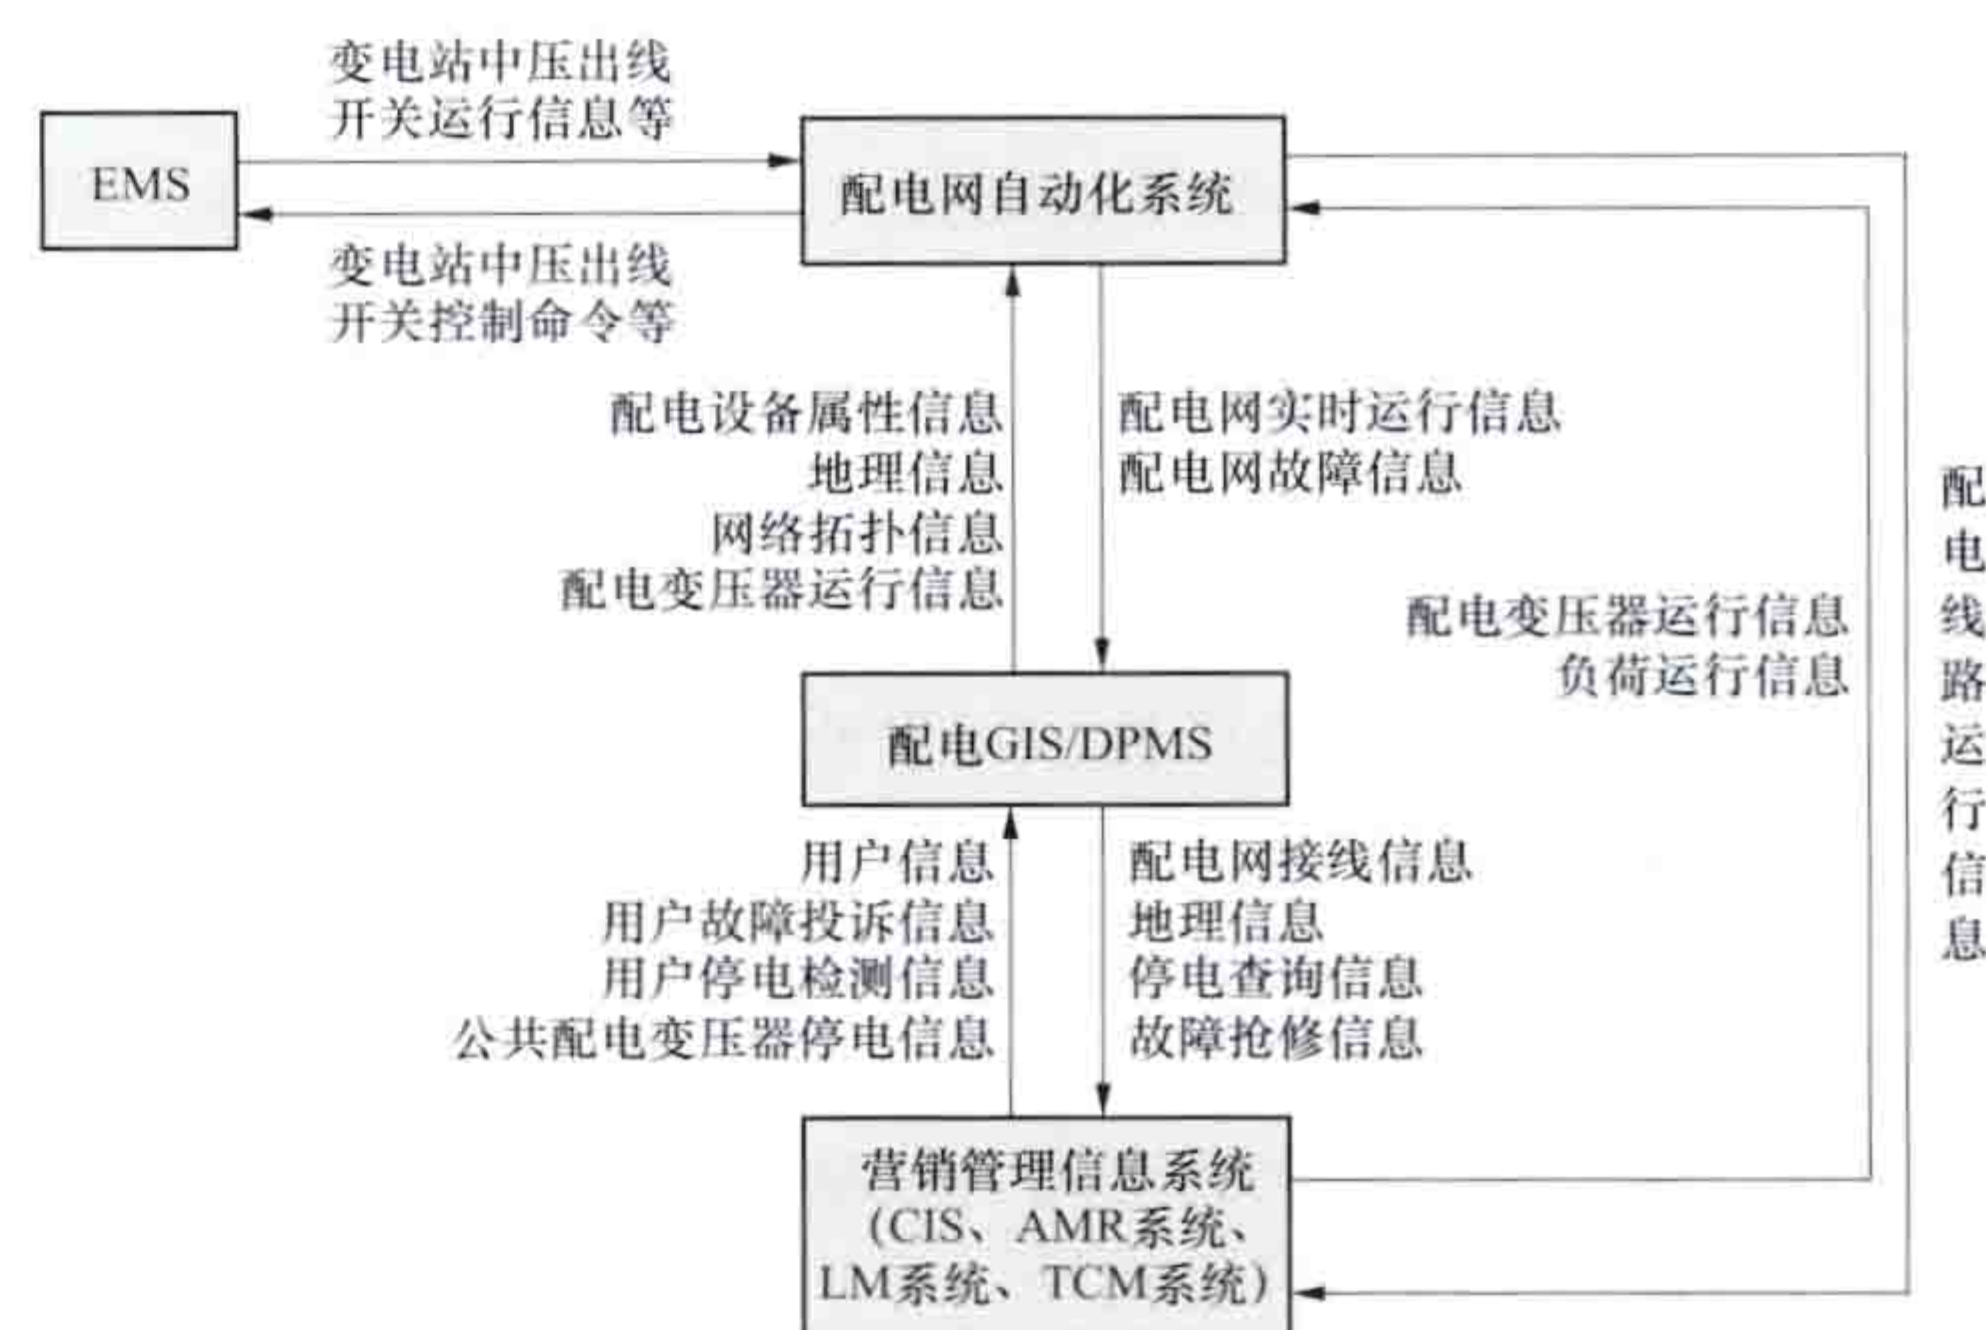 变电站中压出线
开关运行信息等
EMS
配电网自动化系统
变电站中压出线
开关控制命令等
配电设备属性信息
地理信息
网络拓扑信息
配电变压器运行信息
配电网实时运行信息
配电网故障信息
配电变压器运行信息
负荷运行信息
配电线路运行信息
配电GIS/DPMS
用户信息
用户故障投诉信息
用户停电检测信息
公共配电变压器停电信息
配电网接线信息
地理信息
停电查询信息
故障抢修信息
营销管理信息系统
(CIS、AMR系统、
LM系统、TCM系统)